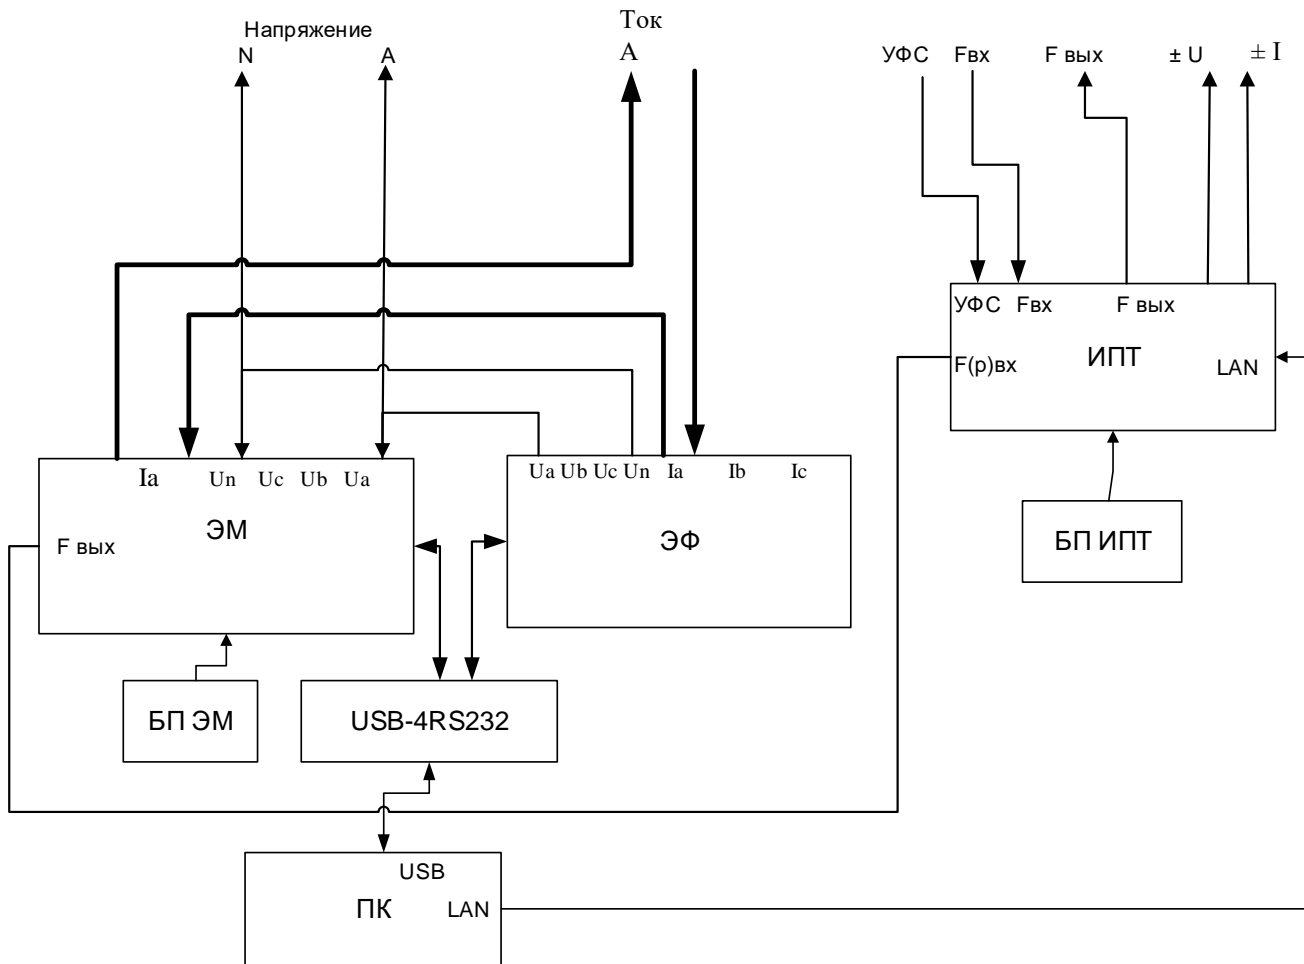 Напряжение
N
A
Ток
A
УФС Fвх F вых ± U ± I
УФС Fвх F вых
ИПТ
F(р)вх
LAN
Ia Un Uc Ub Ua
ЭМ
F вых
Ua Ub Uc Un Ia Ib Ic
ЭФ
БП ИПТ
БП ЭМ
USB-4RS232
USB
ПК
LAN